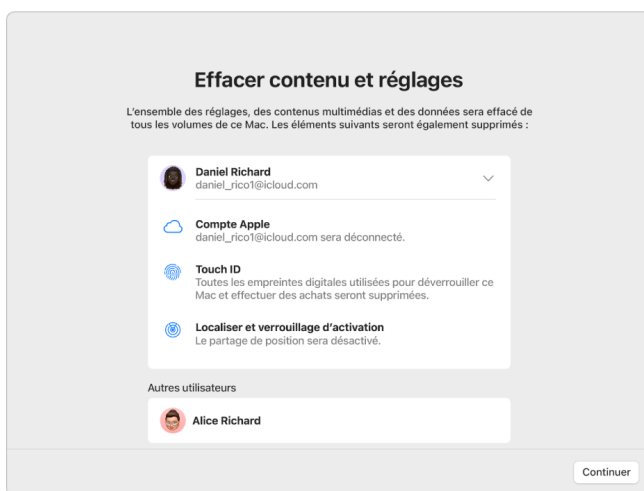 Effacer contenu et réglages
L'ensemble des réglages, des contenus multimédias et des données sera effacé de
tous les volumes de ce Mac. Les éléments suivants seront également supprimés :
Daniel Richard
daniel_rico1@icloud.com
Compte Apple
daniel_rico1@icloud.com sera déconnecté.
Touch ID
Toutes les empreintes digitales utilisées pour déverrouiller ce
Mac et effectuer des achats seront supprimées.
Localiser et verrouillage d’activation
Le partage de position sera désactivé.
Autres utilisateurs
Alice Richard
Continuer